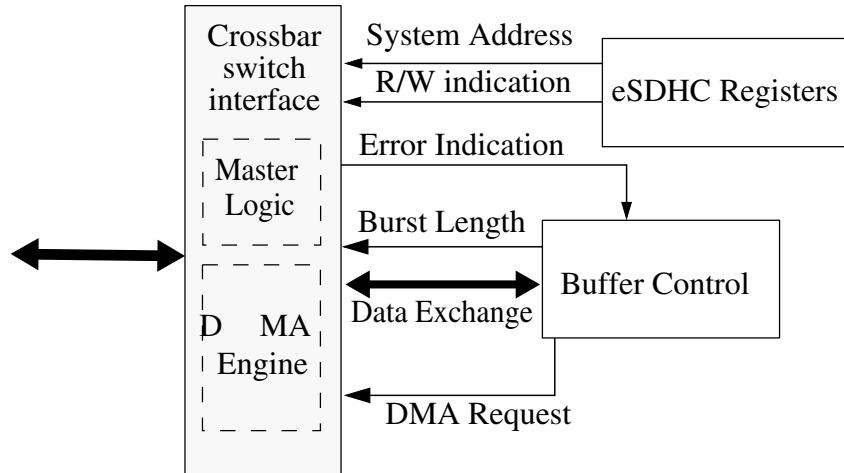 Crossbar
switch
interface
System Address
R/W indication
eSDHC Registers
Master
Logic
Error Indication
Burst Length
Buffer Control
Data Exchange
D MA
Engine
DMA Request